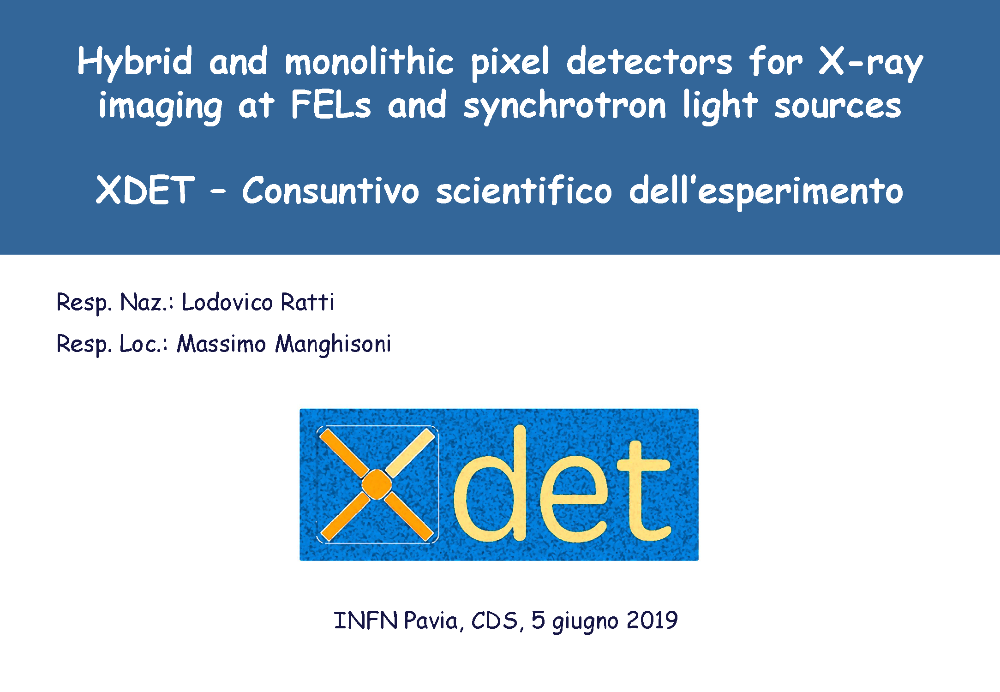 Hybrid and monolithic pixel detectors for X-ray
imaging at FELs and synchrotron light sources
XDET – Consuntivo scientifico dell’esperimento
Resp. Naz.: Lodovico Ratti
Resp. Loc.: Massimo Manghisoni
Xdet
INFN Pavia, CDS, 5 giugno 2019